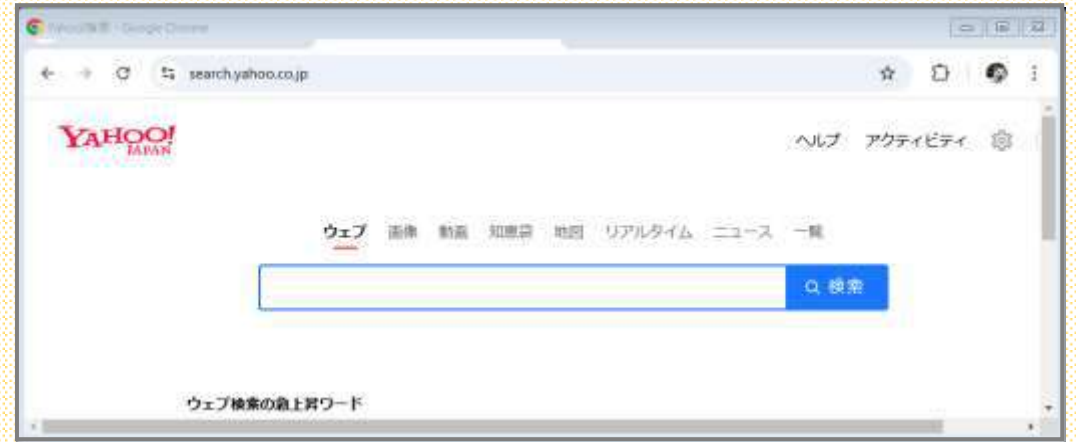 Yahoo!検索 - Google Chrome
search.yahoo.co.jp
YAHOO!
JAPAN
ヘルプ アクティビティ
ウェブ 画像 動画 知恵袋 地図 リアルタイム ニュース 一覧
検索
ウェブ検索の急上昇ワード